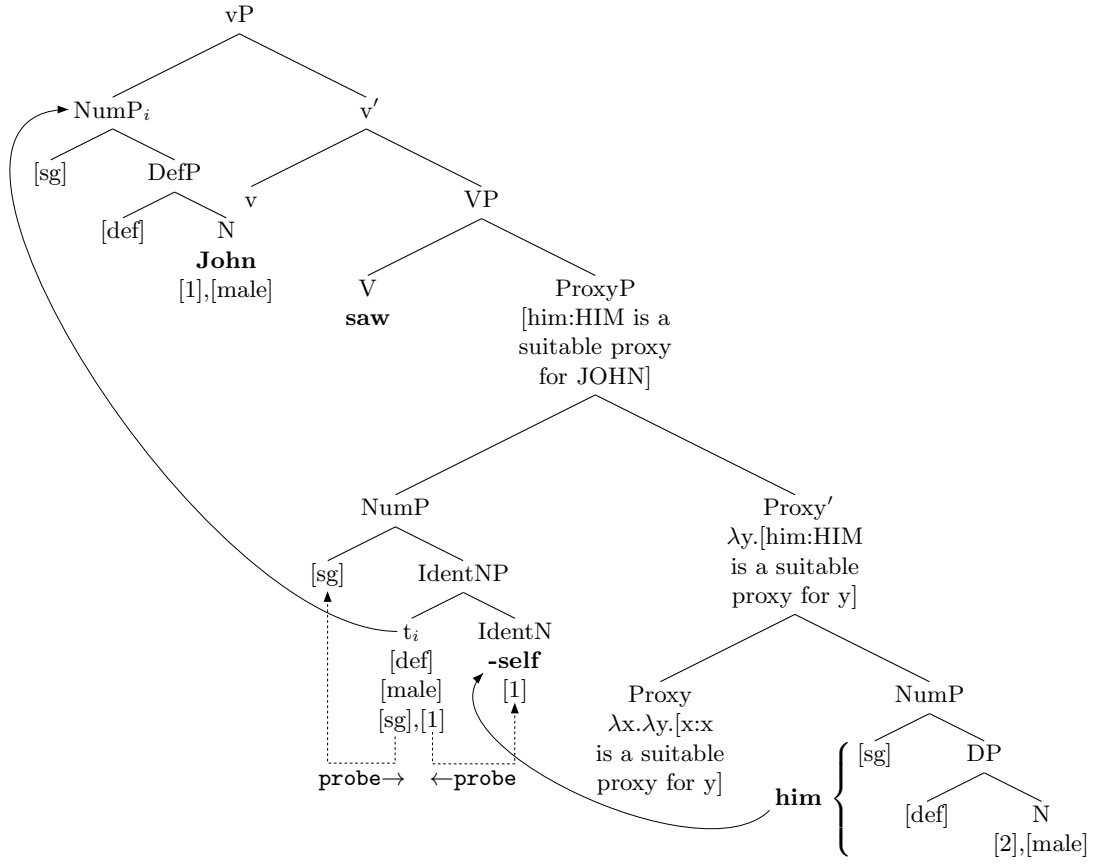 vP
NumPᵢ v′
[sg] DefP v VP
[def] N
John
[1],[male]
V ProxyP
saw [him:HIM is a
suitable proxy
for JOHN]
NumP Proxy′
λy.[him:HIM
is a suitable
proxy for y]
[sg] IdentNP
tᵢ IdentN
[def] -self
[male] [1]
[sg],[1]
probe→ ←probe
Proxy NumP
λx.λy.[x:x
is a suitable
proxy for y]
[sg] DP
him
[def] N
[2],[male]